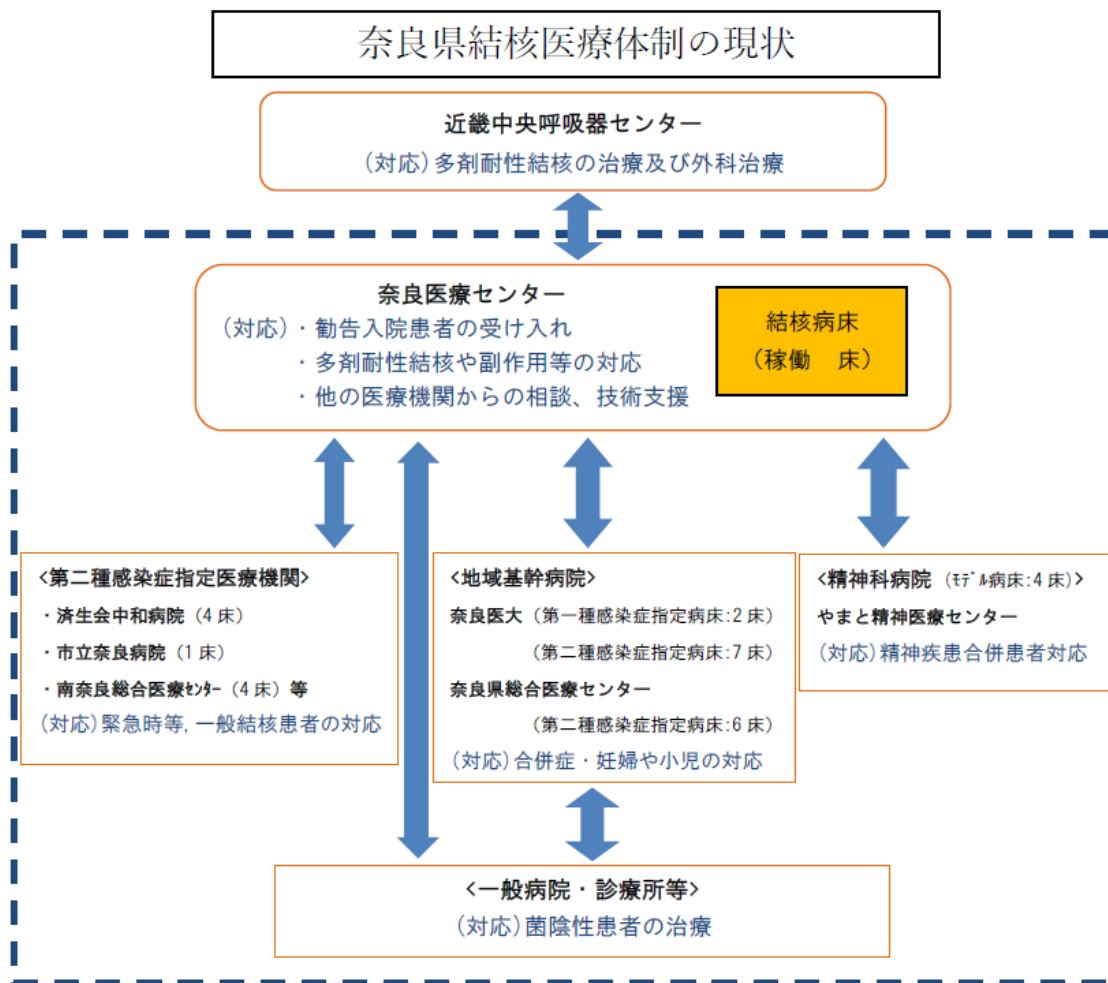 奈良県結核医療体制の現状
近畿中央呼吸器センター
(対応)多剤耐性結核の治療及び外科治療
奈良医療センター
(対応)・勧告入院患者の受け入れ
・多剤耐性結核や副作用等の対応
・他の医療機関からの相談、技術支援
結核病床
(稼働　床)
<第二種感染症指定医療機関>
・済生会中和病院(4床)
・市立奈良病院(1床)
・南奈良総合医療ｾﾝﾀｰ(4床)等
(対応)緊急時等,一般結核患者の対応
<地域基幹病院>
奈良医大(第一種感染症指定病床:2床)
(第二種感染症指定病床:7床)
奈良県総合医療センター
(第二種感染症指定病床:6床)
(対応)合併症・妊婦や小児の対応
<精神科病院(ﾓﾃﾞﾙ病床:4床)>
やまと精神医療センター
(対応)精神疾患合併患者対応
<一般病院・診療所等>
(対応)菌陰性患者の治療